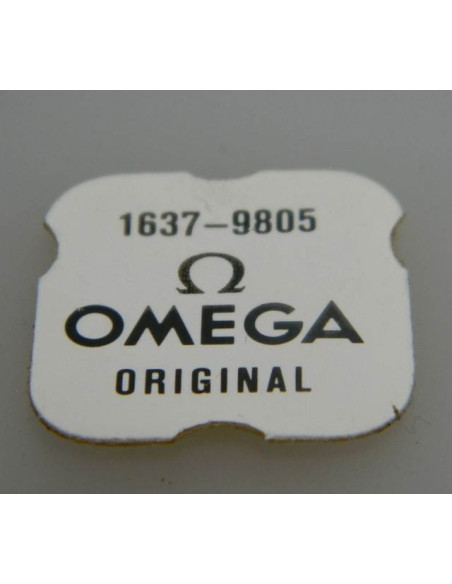 1637-9805
Ω
OMEGA
ORIGINAL